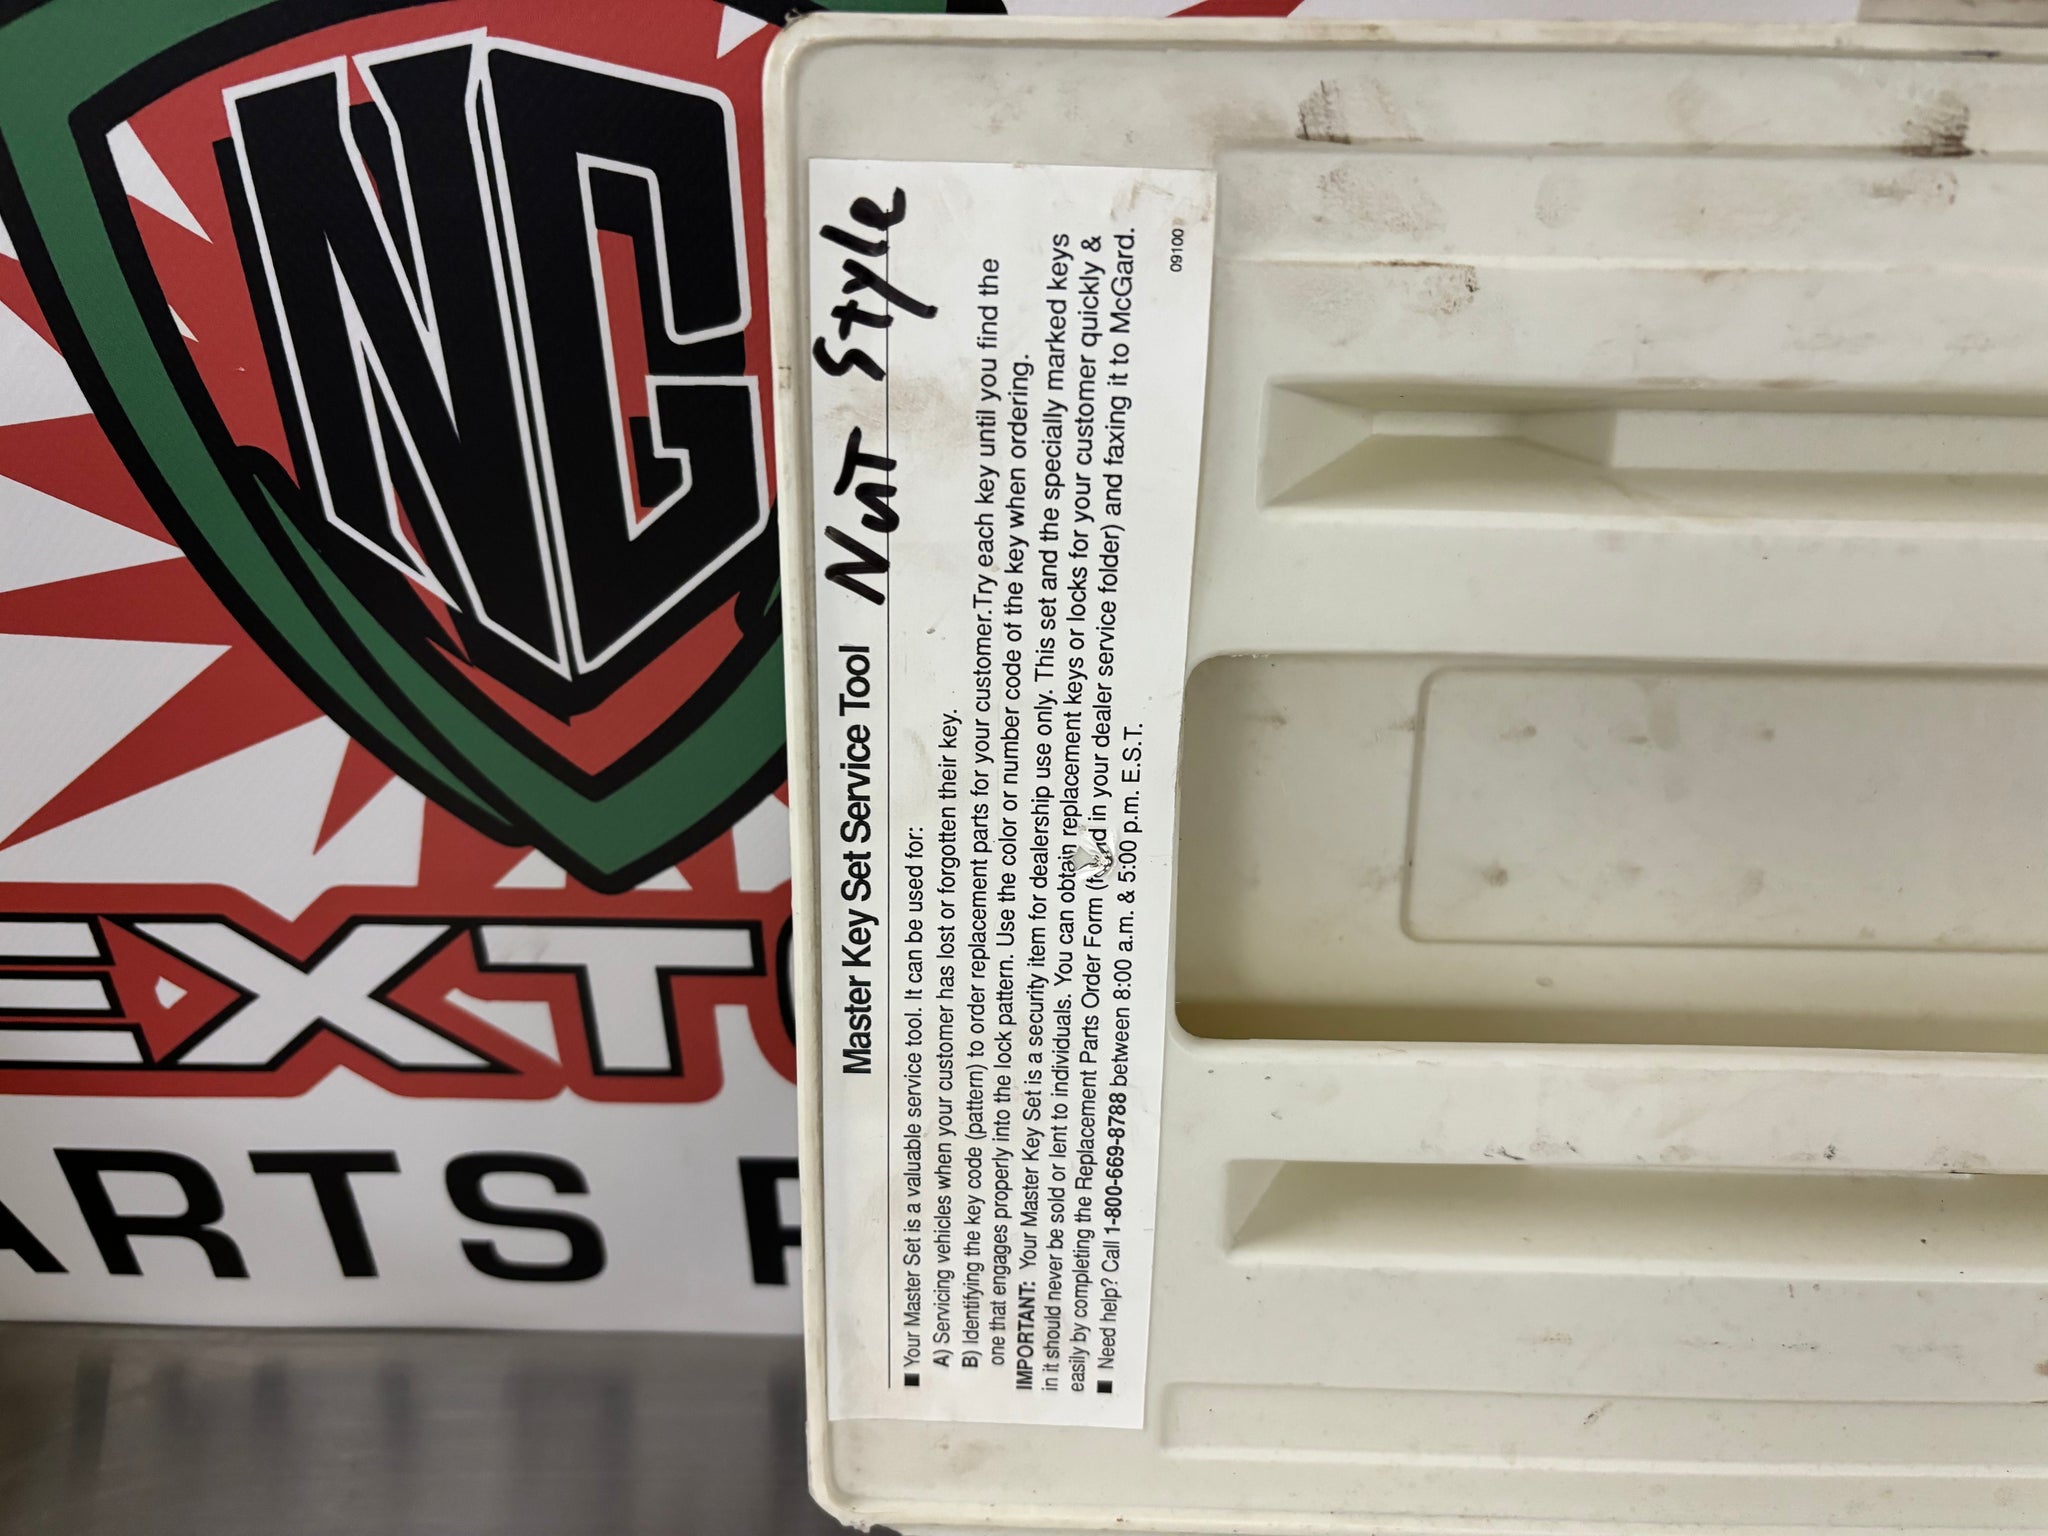 NG
EXT
ARTS
Master Key Set Service Tool NuT Style
■ Your Master Set is a valuable service tool. It can be used for:
A) Servicing vehicles when your customer has lost or forgotten their key.
B) Identifying the key code (pattern) to order replacement parts for your customer.Try each key until you find the
one that engages properly into the lock pattern. Use the color or number code of the key when ordering.
IMPORTANT: Your Master Key Set is a security item for dealership use only. This set and the specially marked keys
in it should never be sold or lent to individuals. You can obtain replacement keys or locks for your customer quickly &
easily by completing the Replacement Parts Order Form (found in your dealer service folder) and faxing it to McGard.
■ Need help? Call 1-800-669-8788 between 8:00 a.m. & 5:00 p.m. E.S.T.
09100